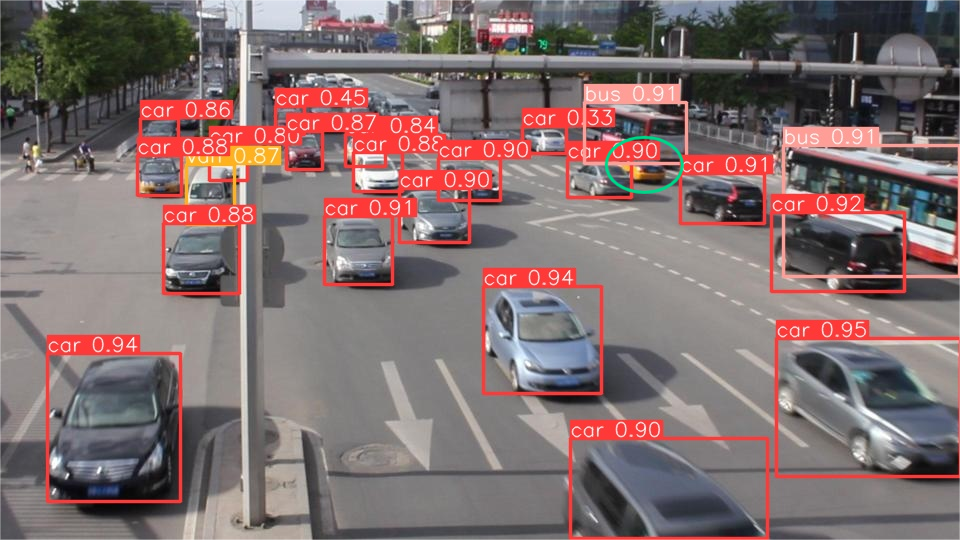 car 0.86
car 0.45
bus 0.91
car 0.33
car 0.87
0.84
car 0.80
car 0.88
car 0.88
van 0.87
car 0.90
car 0.90
bus 0.91
car 0.91
car 0.90
car 0.92
car 0.88
car 0.91
car 0.94
car 0.95
car 0.94
car 0.90